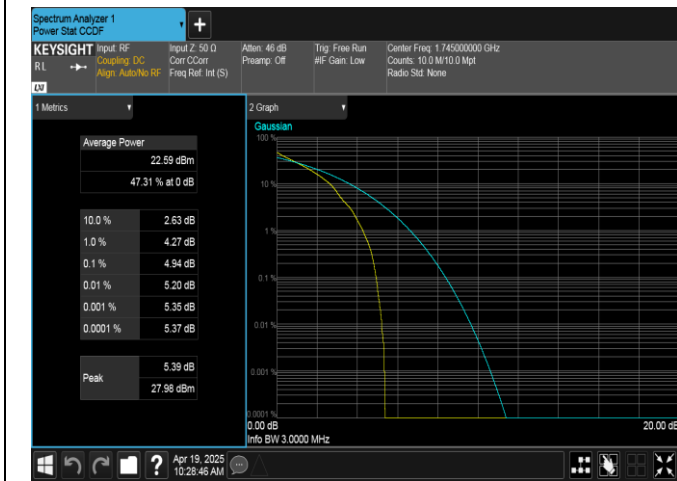 Spectrum Analyzer 1
Power Stat CCDF
KEYSIGHT
RL
LXI
Input: RF
Coupling: DC
Align: Auto/No RF
Input Z: 50 Ω
Corr CCorr
Freq Ref: Int (S)
Atten: 46 dB
Preamp: Off
Trig: Free Run
#IF Gain: Low
Center Freq: 1.745000000 GHz
Counts: 10.0 M/10.0 Mpt
Radio Std: None
1 Metrics
Average Power
22.59 dBm
47.31 % at 0 dB
10.0 % 2.63 dB
1.0 % 4.27 dB
0.1 % 4.94 dB
0.01 % 5.20 dB
0.001 % 5.35 dB
0.0001 % 5.37 dB
Peak
5.39 dB
27.98 dBm
2 Graph
Gaussian
100 %
10 %
1 %
0.1 %
0.01 %
0.001 %
0.0001 %
0.00 dB 20.00 dB
Info BW 3.0000 MHz
Apr 19, 2025
10:28:46 AM